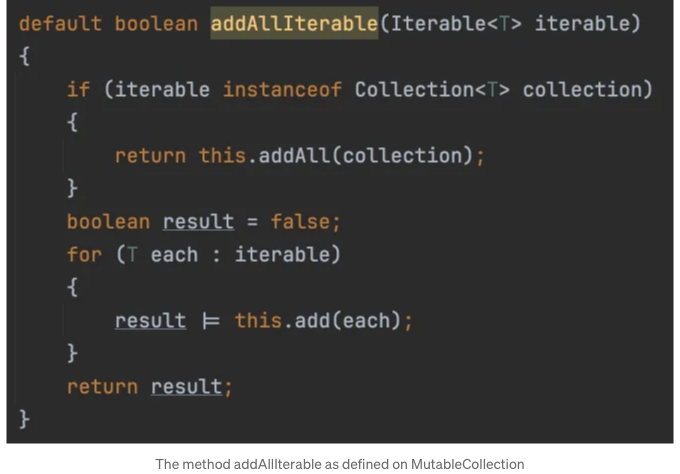 default boolean addAllIterable(Iterable<T> iterable)
{
    if (iterable instanceof Collection<T> collection)
    {
        return this.addAll(collection);
    }
    boolean result = false;
    for (T each : iterable)
    {
        result |= this.add(each);
    }
    return result;
}
The method addAllIterable as defined on MutableCollection